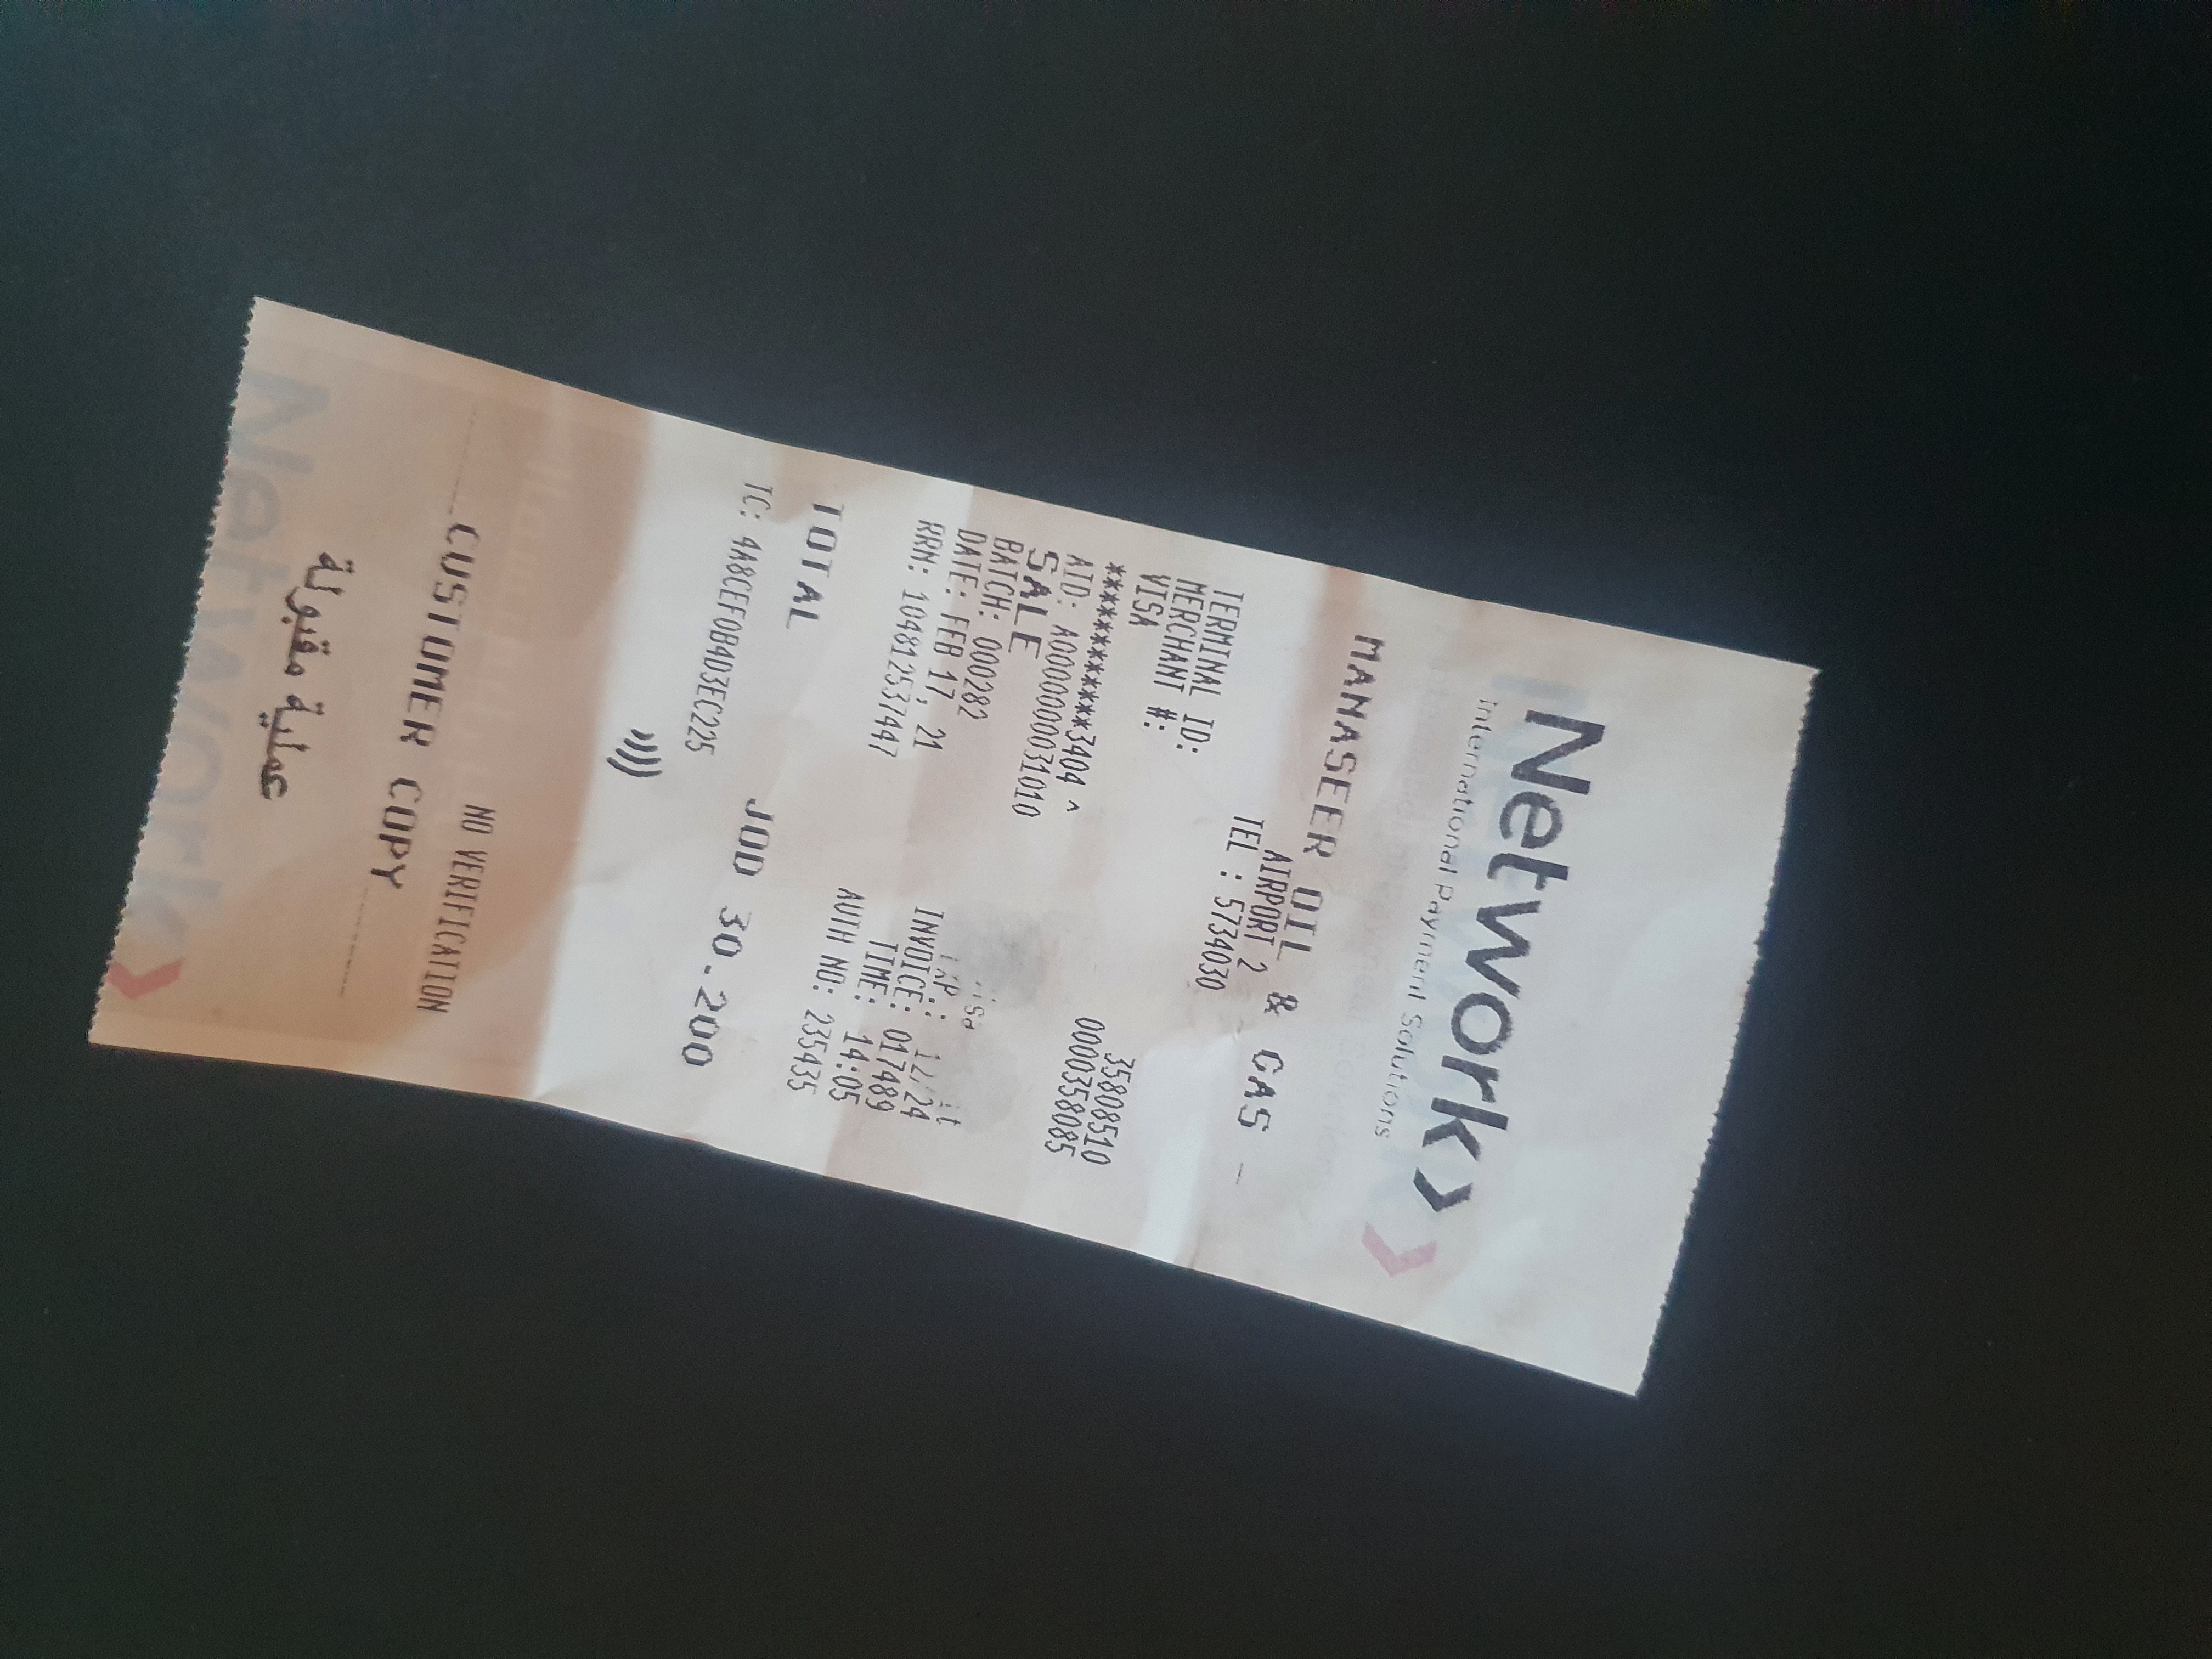 Network>
International Payment Solutions
MANASEER OIL & GAS -
AIRPORT 2
TEL : 5734030
TERMINAL ID: 35808510
MERCHANT #: 0000358085
VISA
************3404 ^
AID: A0000000031010 EXP.: 12/24
SALE INVOICE: 017489
BATCH: 000282 TIME: 14:05
DATE: FEB 17, 21 AUTH NO: 235435
RRN: 104812537447
TOTAL JOD 30.200
TC: 4A8CEF0B4D3EC225
NO VERIFICATION
CUSTOMER COPY
عملية مقبولة
Network>